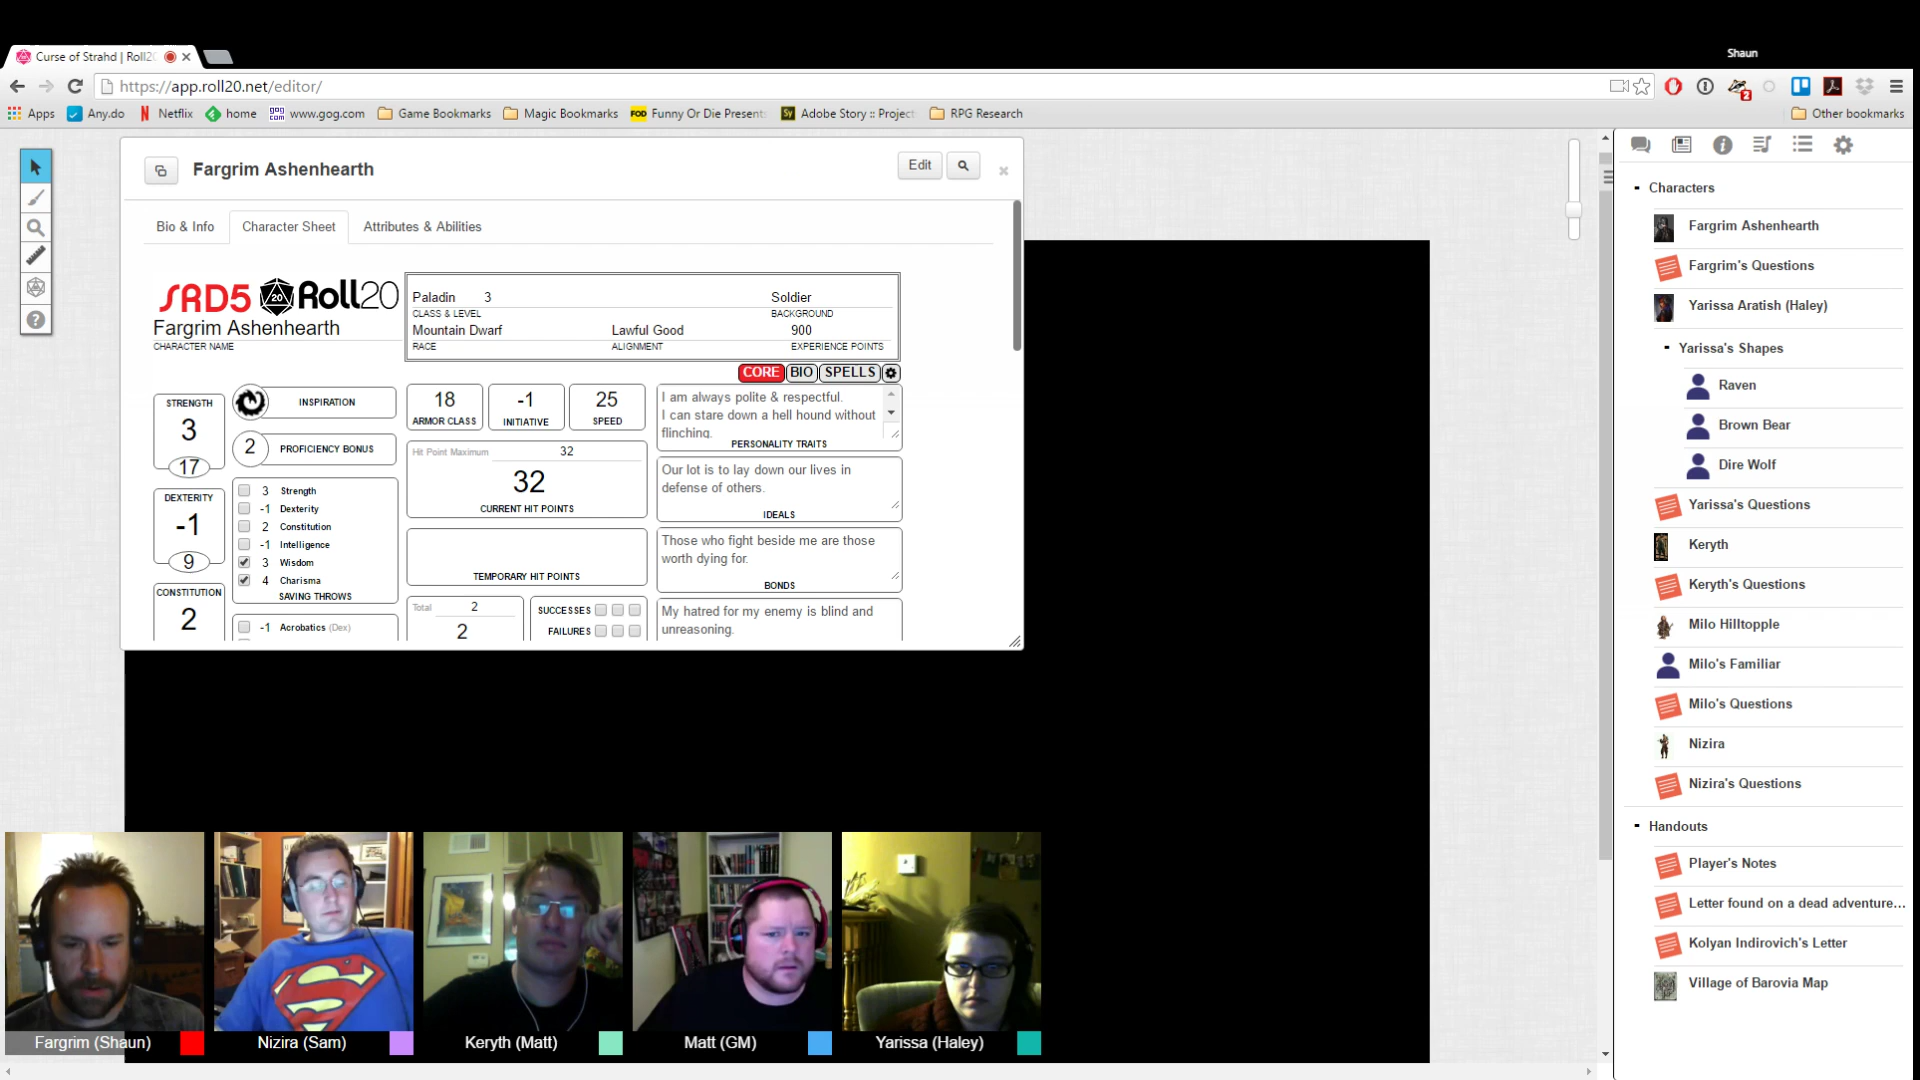 Shaun
Curse of Strahd | Roll20
https://app.roll20.net/editor/
2
Apps Any.do Netflix home www.gog.com Game Bookmarks Magic Bookmarks Funny Or Die Present Adobe Story :: Project RPG Research Other bookmarks
Fargrim Ashenhearth
Edit
Bio & Info Character Sheet Attributes & Abilities
SRD5 20 Roll20
Fargrim Ashenhearth
CHARACTER NAME
Paladin 3 Soldier
CLASS & LEVEL BACKGROUND
Mountain Dwarf Lawful Good 900
RACE ALIGNMENT EXPERIENCE POINTS
CORE BIO SPELLS
STRENGTH
3
17
DEXTERITY
-1
9
CONSTITUTION
2
INSPIRATION
2 PROFICIENCY BONUS
3 Strength
-1 Dexterity
2 Constitution
-1 Intelligence
3 Wisdom
4 Charisma
SAVING THROWS
-1 Acrobatics (Dex)
18 -1 25
ARMOR CLASS INITIATIVE SPEED
Hit Point Maximum 32
32
CURRENT HIT POINTS
TEMPORARY HIT POINTS
Total 2
2
SUCCESSES
FAILURES
I am always polite & respectful.
I can stare down a hell hound without
flinching.
PERSONALITY TRAITS
Our lot is to lay down our lives in
defense of others.
IDEALS
Those who fight beside me are those
worth dying for.
BONDS
My hatred for my enemy is blind and
unreasoning.
Characters
Fargrim Ashenhearth
Fargrim's Questions
Yarissa Aratish (Haley)
Yarissa's Shapes
Raven
Brown Bear
Dire Wolf
Yarissa's Questions
Keryth
Keryth's Questions
Milo Hilltopple
Milo's Familiar
Milo's Questions
Nizira
Nizira's Questions
Handouts
Player's Notes
Letter found on a dead adventure...
Kolyan Indirovich's Letter
Village of Barovia Map
Fargrim (Shaun) Nizira (Sam) Keryth (Matt) Matt (GM) Yarissa (Haley)